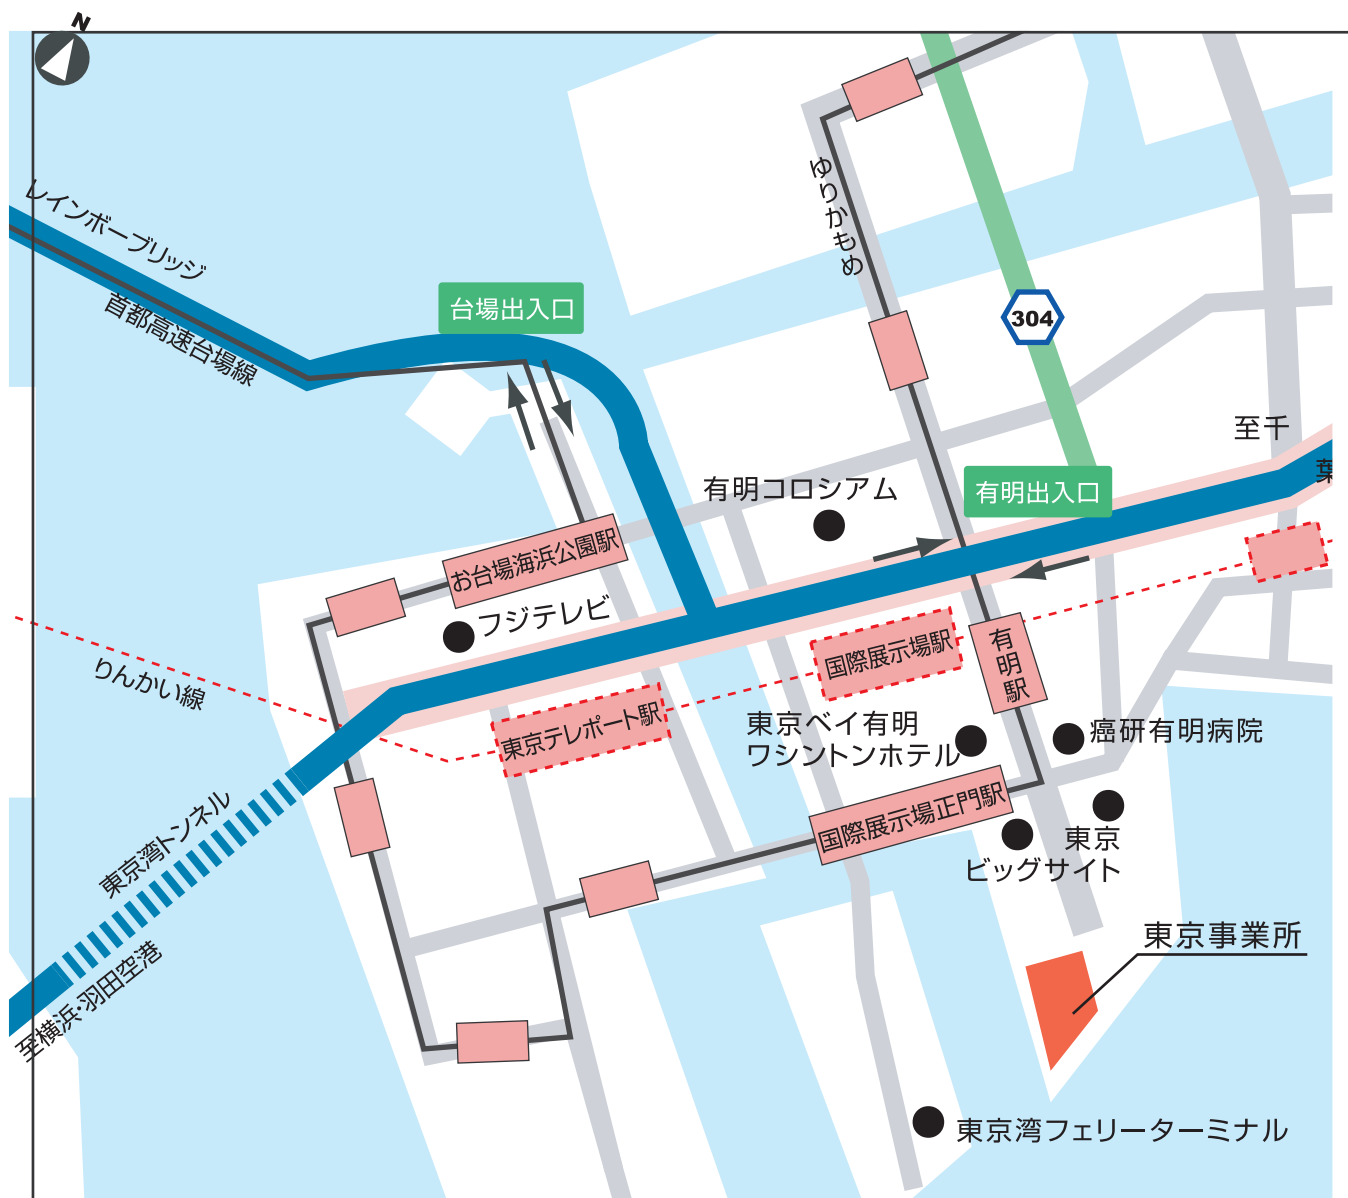 N
レインボーブリッジ
首都高速台場線
台場出入口
ゆりかもめ
304
至千
葉
有明コロシアム
有明出入口
お台場海浜公園駅
フジテレビ
りんかい線
国際展示場駅
有明駅
東京テレポート駅
東京ベイ有明
ワシントンホテル
癌研有明病院
国際展示場正門駅
東京
ビッグサイト
東京湾トンネル
至横浜・羽田空港
東京事業所
東京湾フェリーターミナル